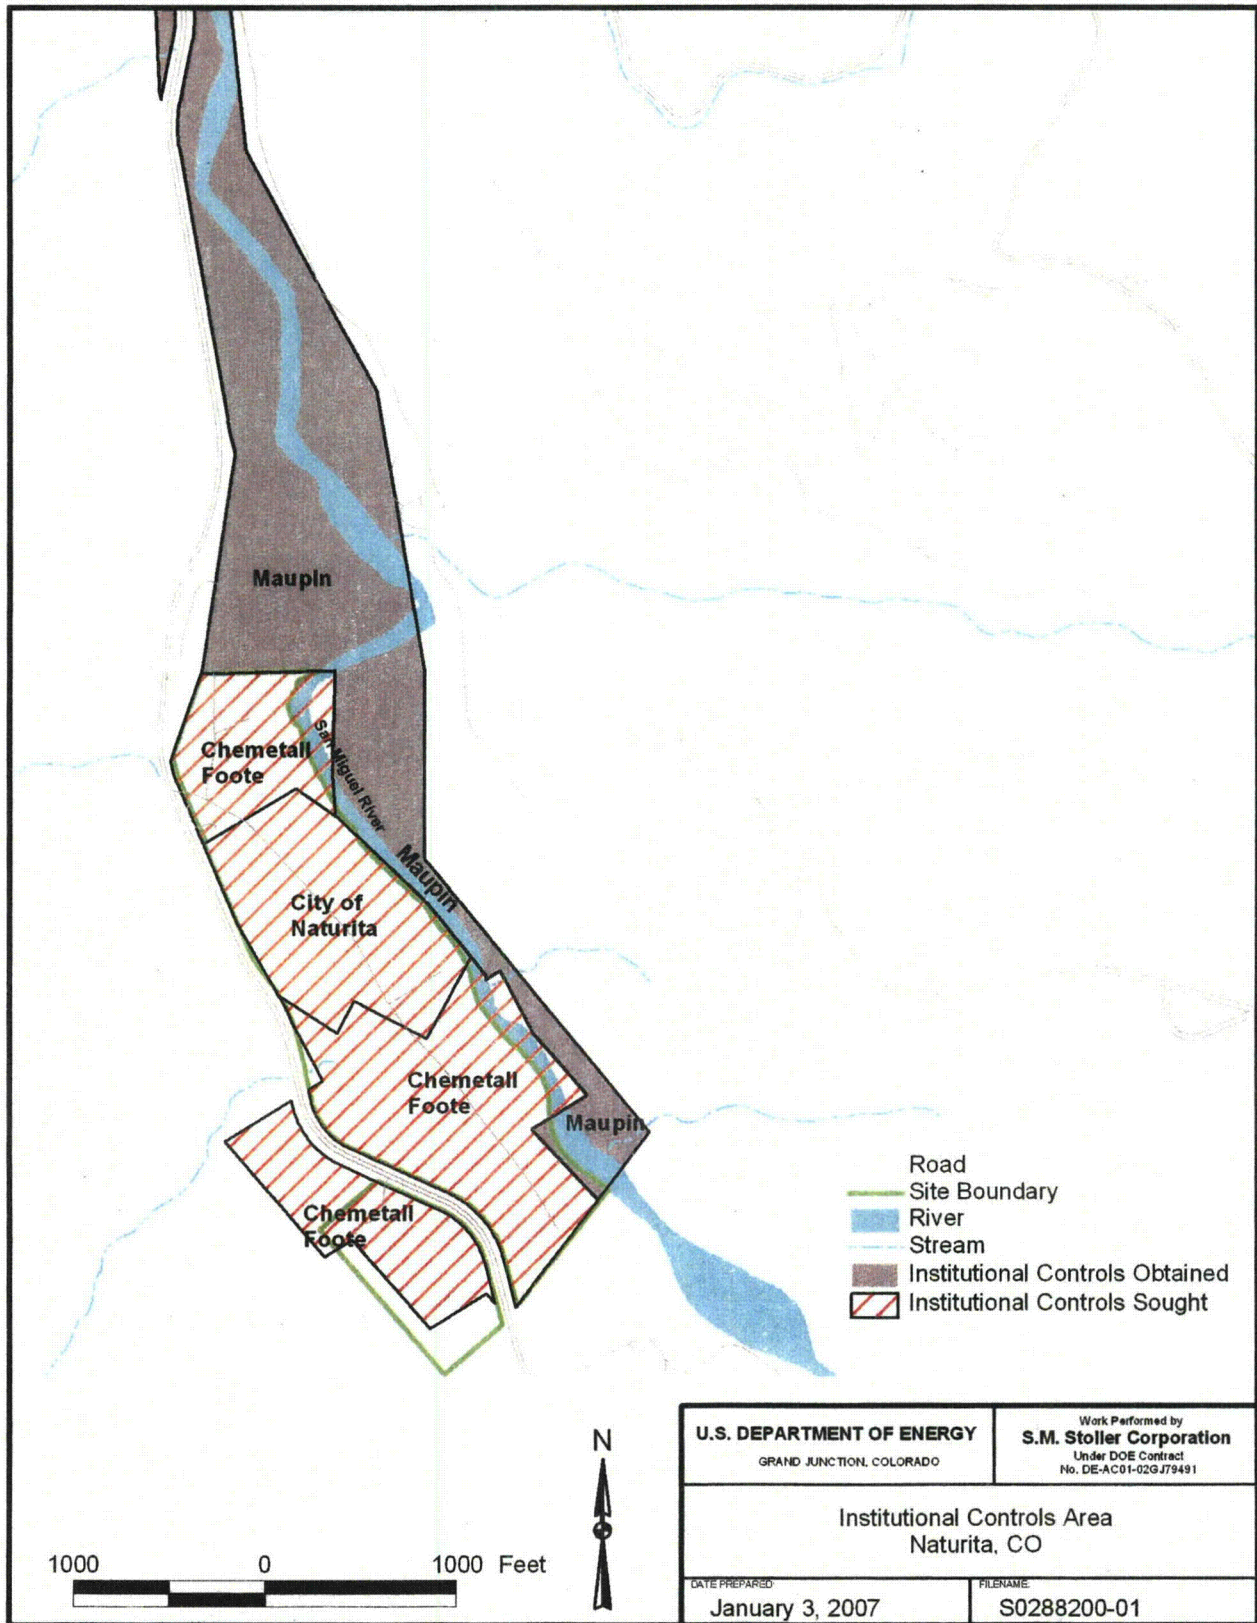 Maupin
Chemetall
Foote
San Miguel River
Maupin
City of
Naturita
Chemetall
Foote
Maupin
Chemetall
Foote
Road
Site Boundary
River
Stream
Institutional Controls Obtained
Institutional Controls Sought
N
1000 0 1000 Feet
U.S. DEPARTMENT OF ENERGY
GRAND JUNCTION, COLORADO
Work Performed by
S.M. Stoller Corporation
Under DOE Contract
No. DE-AC01-02GJ79491
Institutional Controls Area
Naturita, CO
DATE PREPARED:
January 3, 2007
FILENAME:
S0288200-01